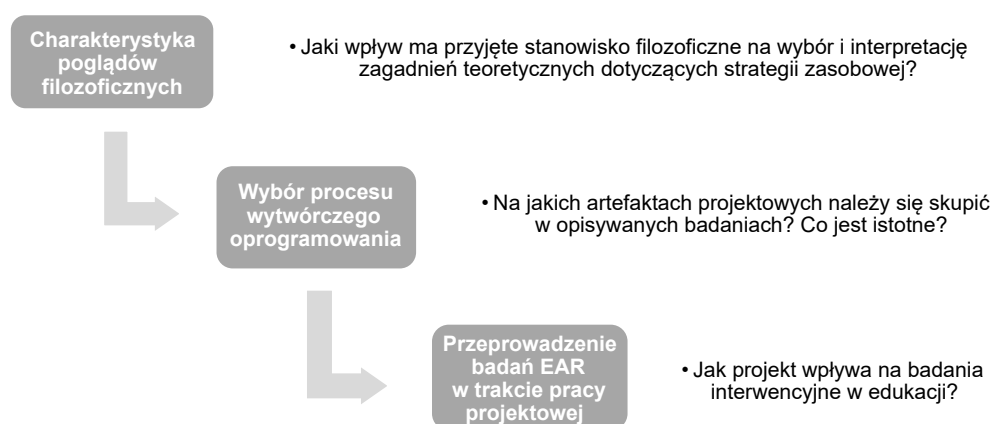 Charakterystyka
poglądów
filozoficznych
• Jaki wpływ ma przyjęte stanowisko filozoficzne na wybór i interpretację
zagadnień teoretycznych dotyczących strategii zasobowej?
Wybór procesu
wytwórczego
oprogramowania
• Na jakich artefaktach projektowych należy się skupić
w opisywanych badaniach? Co jest istotne?
Przeprowadzenie
badań EAR
w trakcie pracy
projektowej
• Jak projekt wpływa na badania
interwencyjne w edukacji?